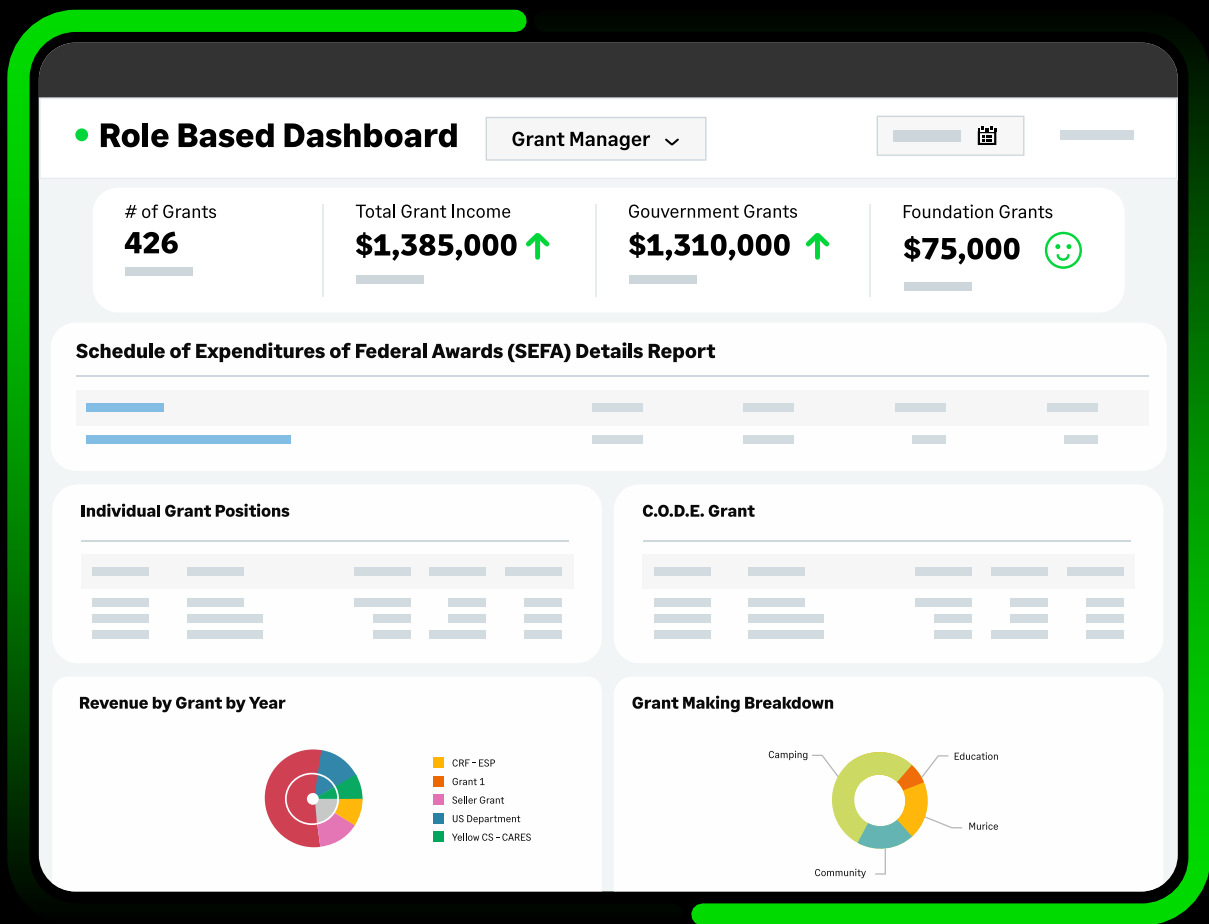 Role Based Dashboard
Grant Manager
# of Grants
426
Total Grant Income
$1,385,000
Gouvernment Grants
$1,310,000
Foundation Grants
$75,000
Schedule of Expenditures of Federal Awards (SEFA) Details Report
Individual Grant Positions
C.O.D.E. Grant
Revenue by Grant by Year
CRF – ESP
Grant 1
Seller Grant
US Department
Yellow CS – CARES
Grant Making Breakdown
Camping
Education
Murice
Community